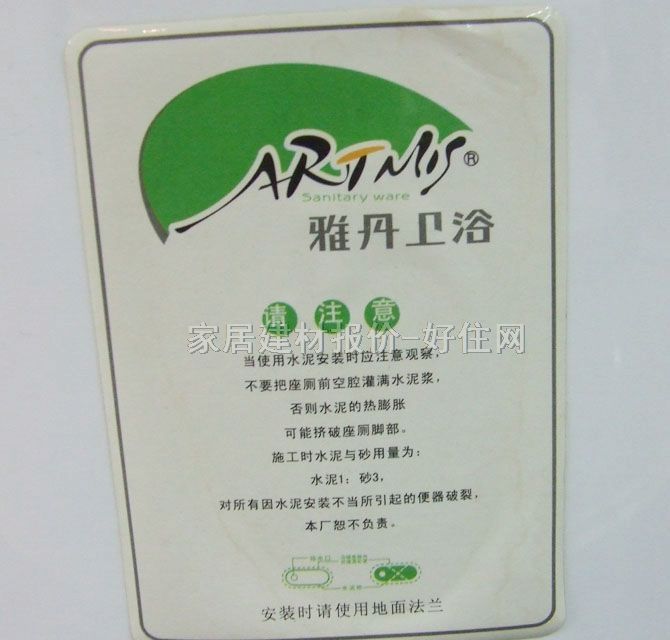 ARTMIS®
Sanitary ware
雅丹卫浴
请注意
家居建材报价-好住网
当使用水泥安装时应注意观察，
不要把座厕前空腔灌满水泥浆，
否则水泥的热膨胀
可能挤破座厕脚部。
施工时水泥与砂用量为：
水泥1：砂3，
对所有因水泥安装不当所引起的便器破裂，
本厂恕不负责。
排水口
安装时请使用地面法兰